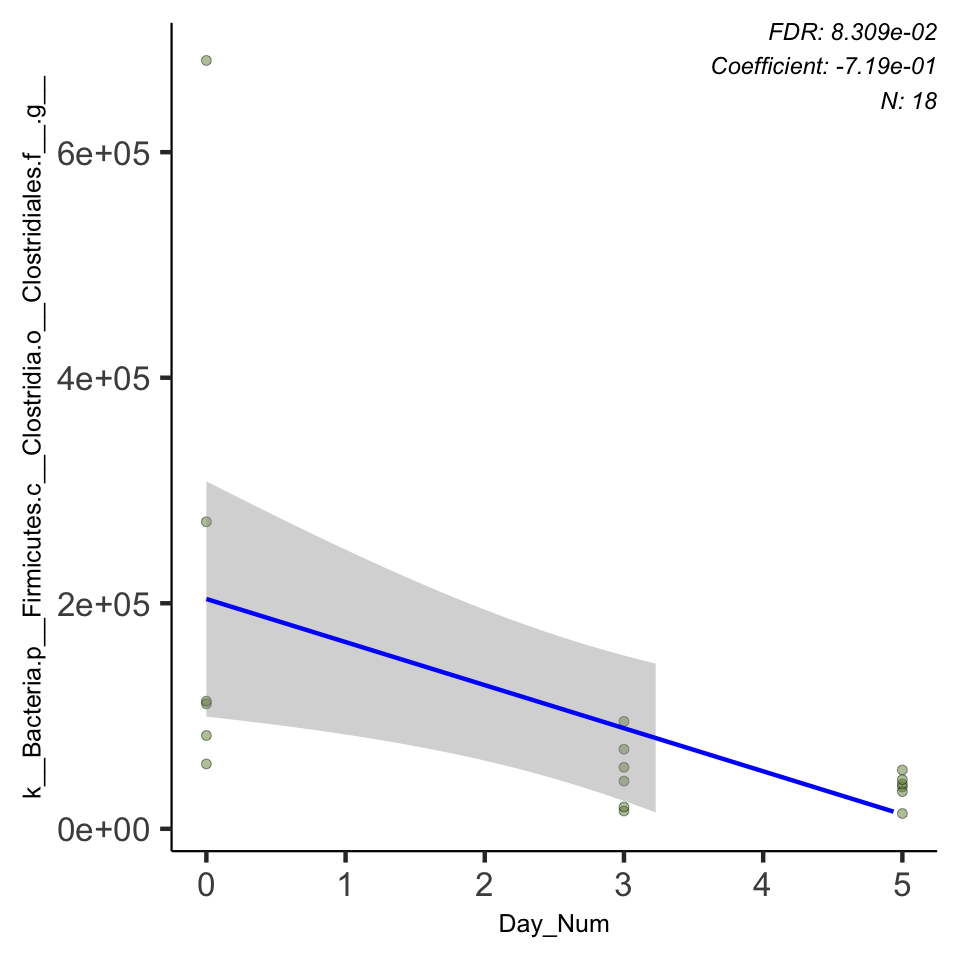 FDR: 8.309e-02
Coefficient: -7.19e-01
N: 18
k__Bacteria.p__Firmicutes.c__Clostridia.o__Clostridiales.f__.g__
6e+05
4e+05
2e+05
0e+00
0 1 2 3 4 5
Day_Num